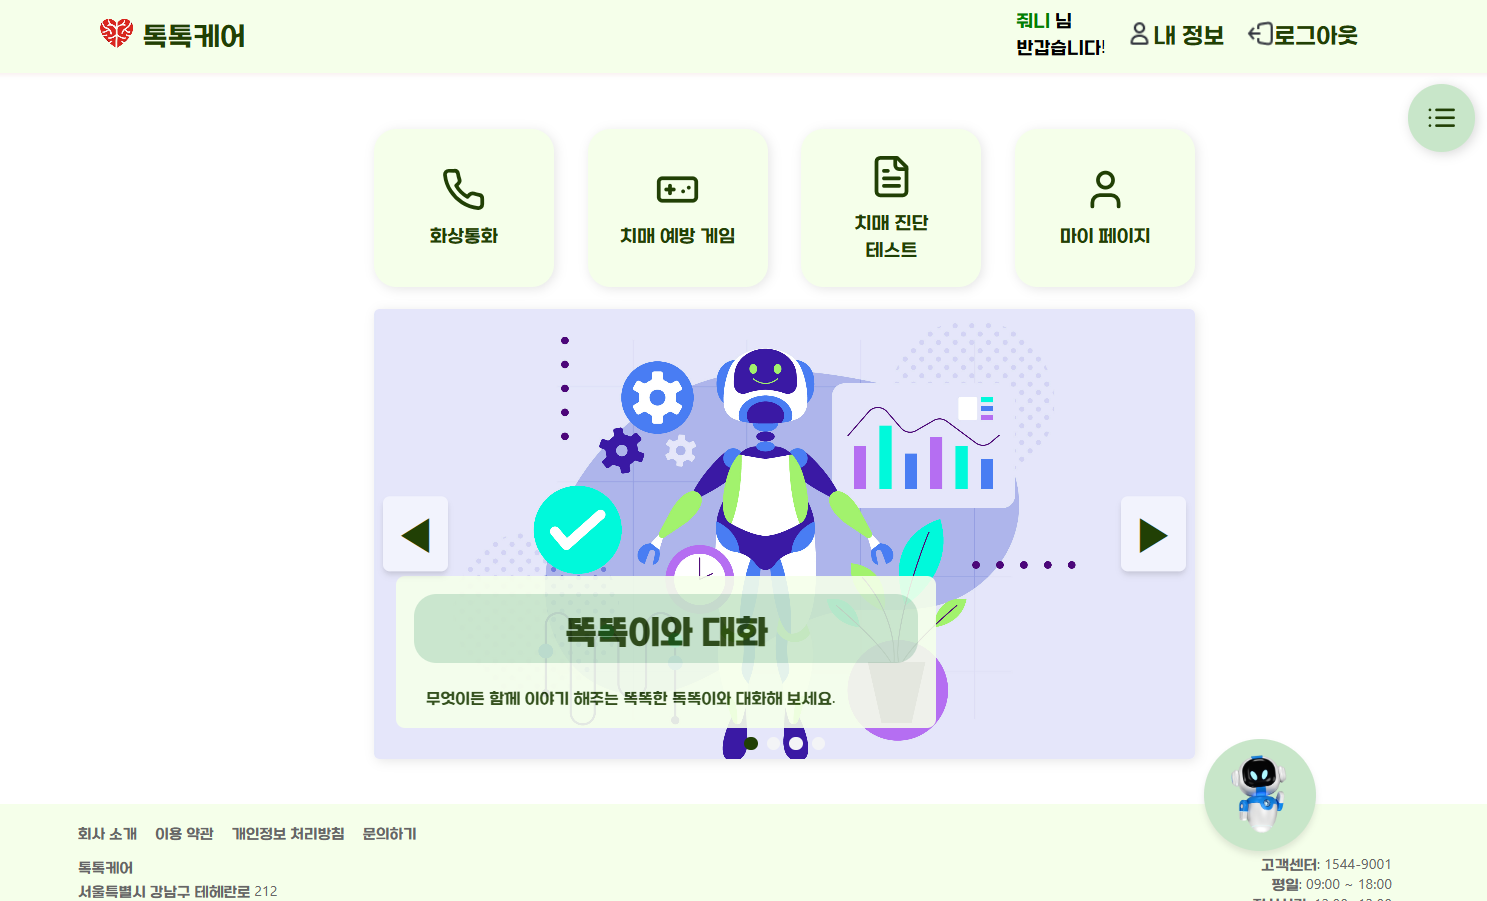 톡톡케어
줘니 님
반갑습니다!
내 정보
로그아웃
화상통화
치매 예방 게임
치매 진단
테스트
마이 페이지
똑똑이와 대화
무엇이든 함께 이야기 해주는 똑똑한 똑똑이와 대화해 보세요.
회사 소개 이용 약관 개인정보 처리방침 문의하기
톡톡케어
서울특별시 강남구 테헤란로 212
고객센터: 1544-9001
평일: 09:00 ~ 18:00